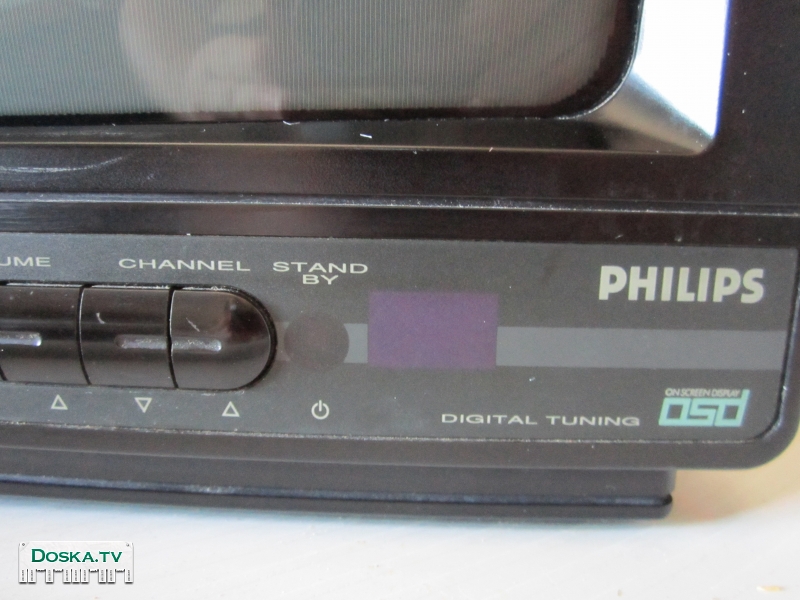 UME
CHANNEL
STAND
BY
PHILIPS
DIGITAL TUNING
ON SCREEN DISPLAY
OSD
DOSKA.TV